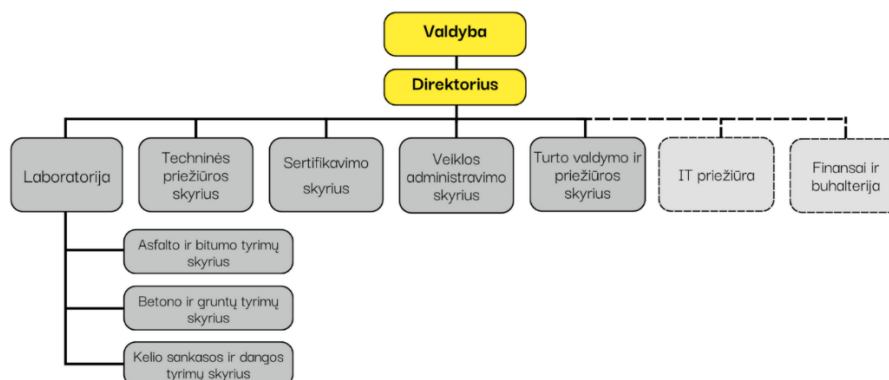 Valdyba
Direktorius
Laboratorija
Techninės
priežiūros
skyrius
Sertifikavimo
skyrius
Veiklos
administravimo
skyrius
Turto valdymo ir
priežiūros
skyrius
IT priežiūra
Finansai ir
buhalterija
Asfalto ir bitumo tyrimų
skyrius
Betono ir gruntų tyrimų
skyrius
Kelio sankasos ir dangos
tyrimų skyrius